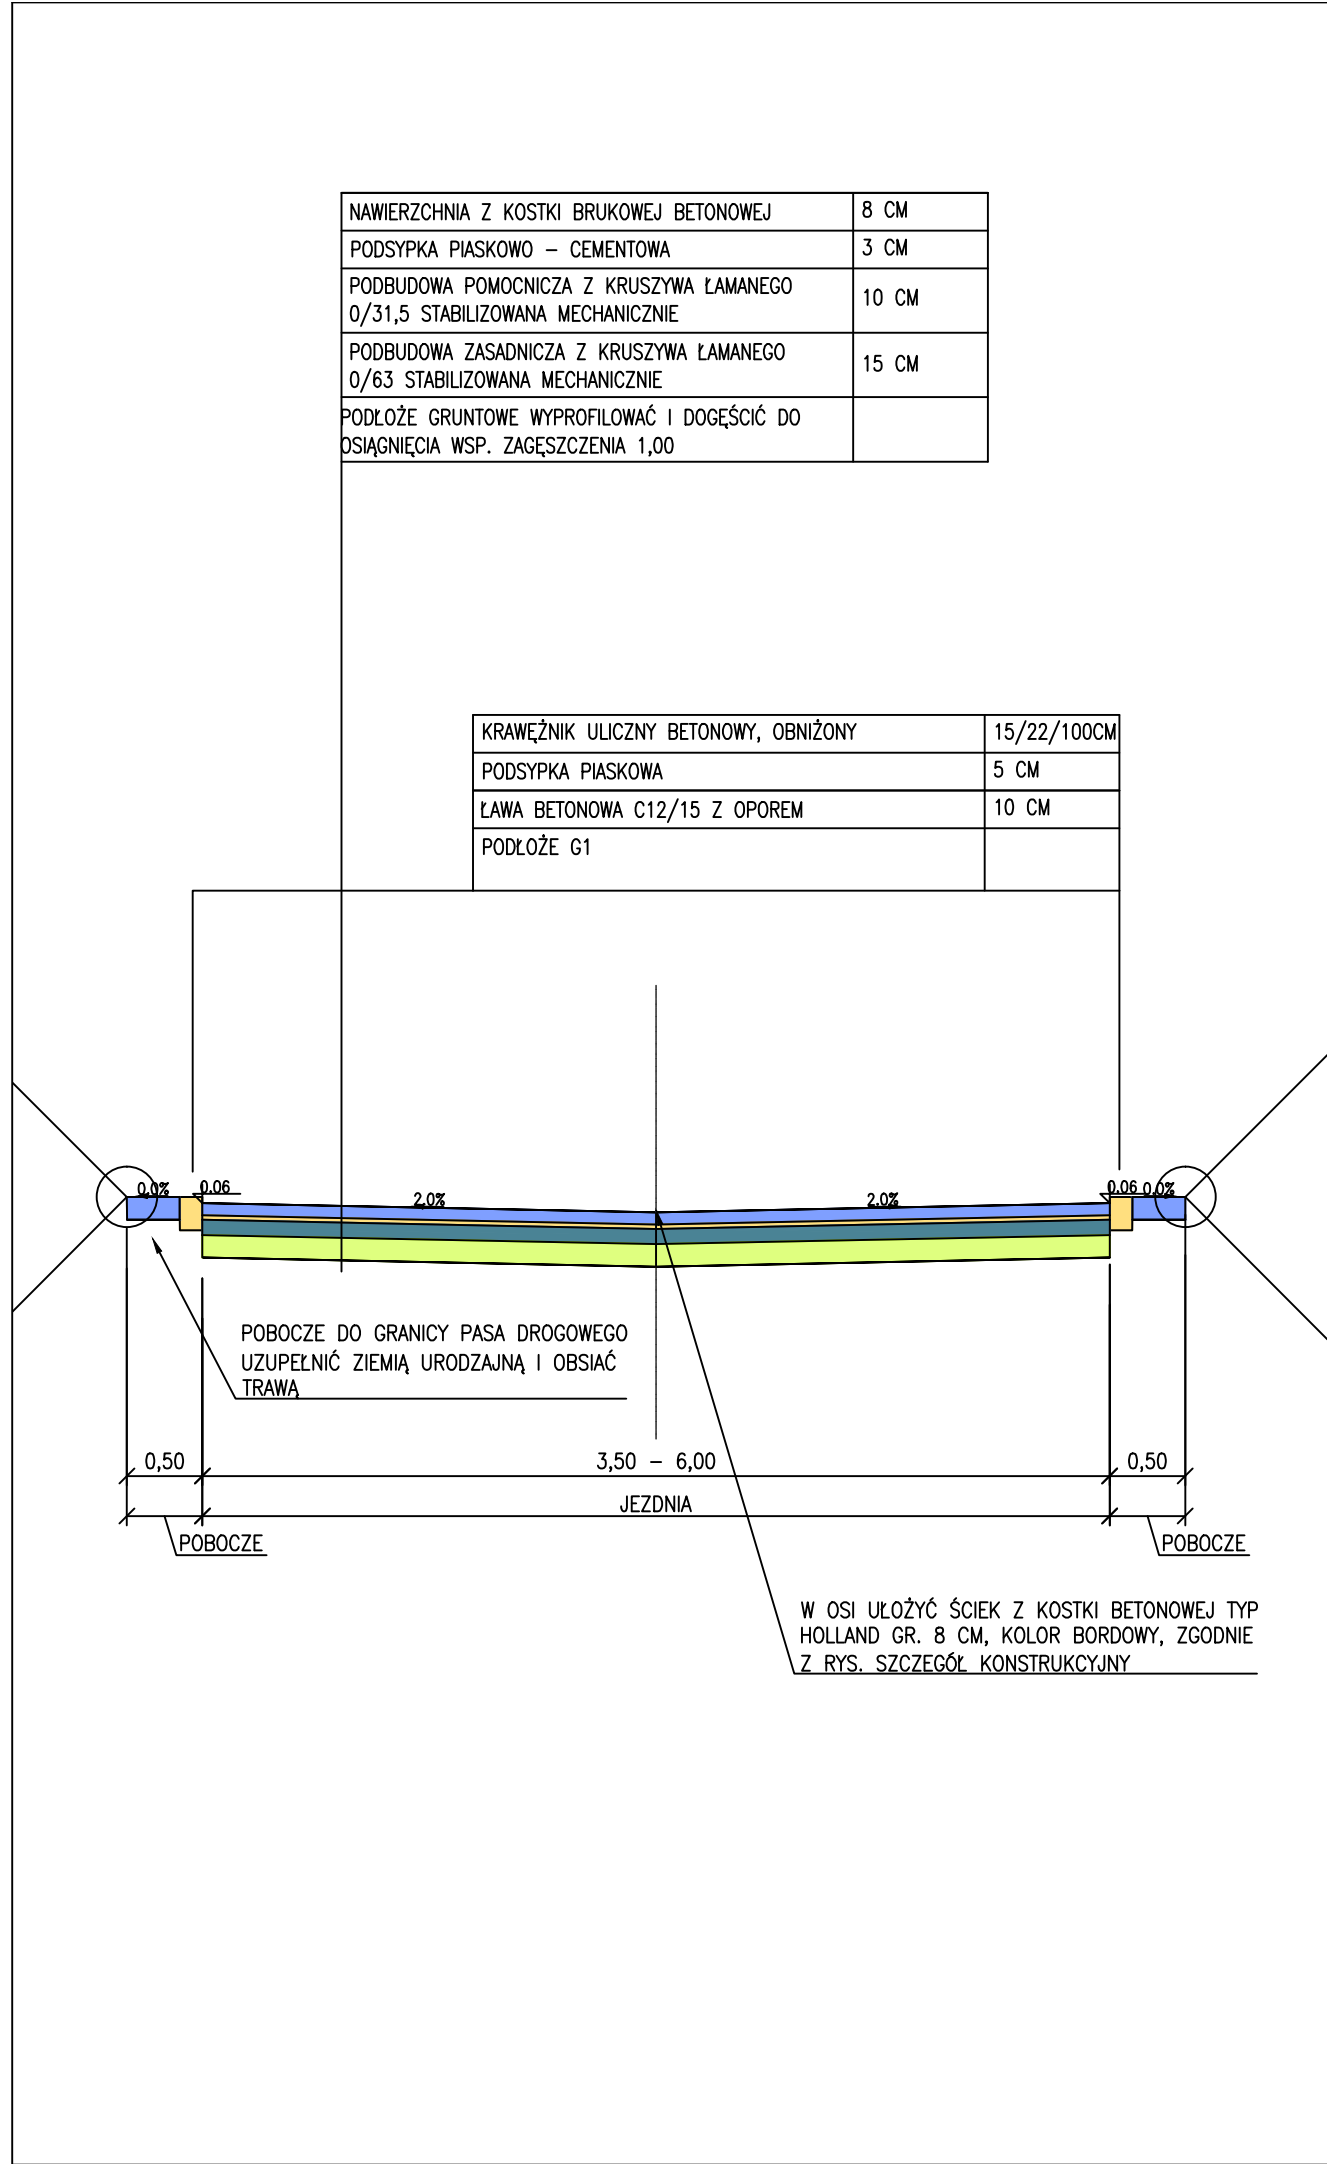 NAWIERZCHNIA Z KOSTKI BRUKOWEJ BETONOWEJ 8 CM
PODSYPKA PIASKOWO – CEMENTOWA 3 CM
PODBUDOWA POMOCNICZA Z KRUSZYWA ŁAMANEGO
0/31,5 STABILIZOWANA MECHANICZNIE 10 CM
PODBUDOWA ZASADNICZA Z KRUSZYWA ŁAMANEGO
0/63 STABILIZOWANA MECHANICZNIE 15 CM
PODŁOŻE GRUNTOWE WYPROFILOWAĆ I DOGĘŚCIĆ DO
OSIĄGNIĘCIA WSP. ZAGĘSZCZENIA 1,00
KRAWĘŻNIK ULICZNY BETONOWY, OBNIŻONY 15/22/100CM
PODSYPKA PIASKOWA 5 CM
ŁAWA BETONOWA C12/15 Z OPOREM 10 CM
PODŁOŻE G1
0.0% 0.06 2.0% 2.0% 0.06 0.0%
POBOCZE DO GRANICY PASA DROGOWEGO
UZUPEŁNIĆ ZIEMIĄ URODZAJNĄ I OBSIAĆ
TRAWĄ
0,50 3,50 – 6,00 0,50
JEZDNIA
POBOCZE POBOCZE
W OSI UŁOŻYĆ ŚCIEK Z KOSTKI BETONOWEJ TYP
HOLLAND GR. 8 CM, KOLOR BORDOWY, ZGODNIE
Z RYS. SZCZEGÓŁ KONSTRUKCYJNY